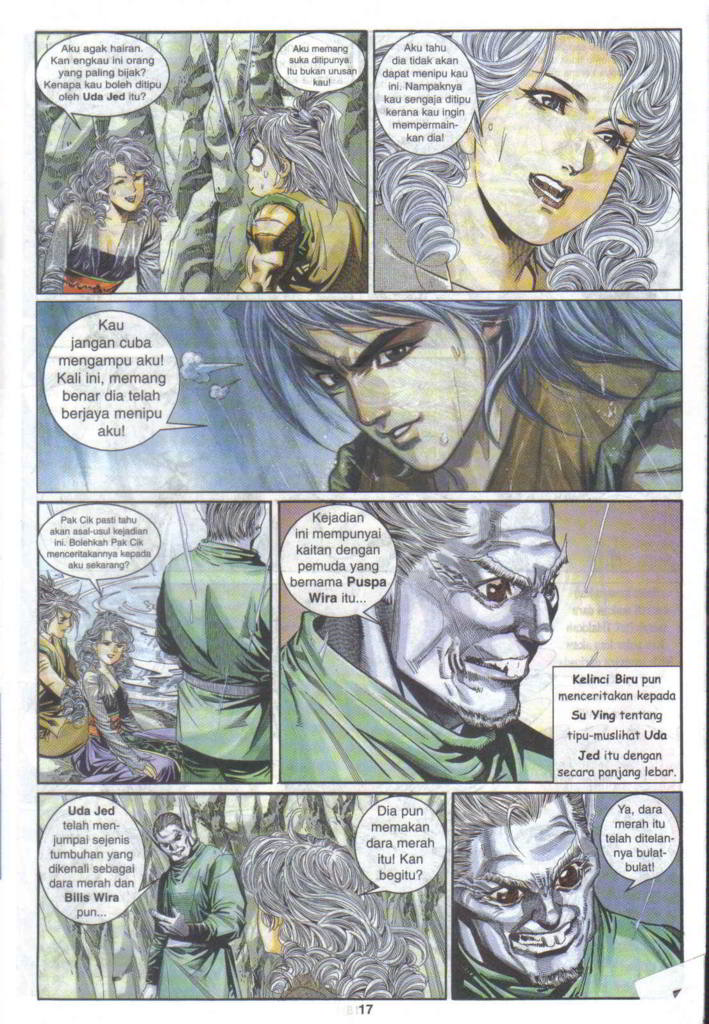 Aku agak hairan.
Kan engkau ini orang
yang paling bijak?
Kenapa kau boleh ditipu
oleh Uda Jed itu?
Aku memang
suka ditipunya.
Itu bukan urusan
kau!
Aku tahu
dia tidak akan
dapat menipu kau
ini. Nampaknya
kau sengaja ditipu
kerana kau ingin
mempermain-
kan dia!
Kau
jangan cuba
mengampu aku!
Kali ini, memang
benar dia telah
berjaya menipu
aku!
Pak Cik pasti tahu
akan asal-usul kejadian
ini. Bolehkah Pak Cik
menceritakannya kepada
aku sekarang?
Kejadian
ini mempunyai
kaitan dengan
pemuda yang
bernama Puspa
Wira itu...
Kelinci Biru pun
menceritakan kepada
Su Ying tentang
tipu-muslihat Uda
Jed itu dengan
secara panjang lebar.
Uda Jed
telah men-
jumpai sejenis
tumbuhan yang
dikenali sebagai
dara merah dan
Bilis Wira
pun...
Dia pun
memakan
dara merah
itu! Kan
begitu?
Ya, dara
merah itu
telah ditelan-
nya bulat-
bulat!
17